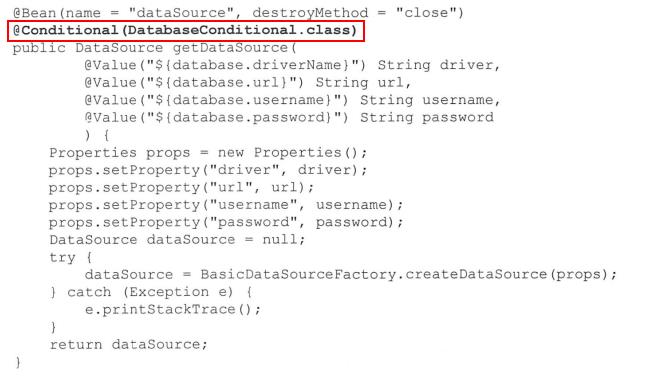 @Bean(name = "dataSource", destroyMethod = "close")
@Conditional(DatabaseConditional.class)
public DataSource getDataSource(
        @Value("${database.driverName}") String driver,
        @Value("${database.url}") String url,
        @Value("${database.username}") String username,
        @Value("${database.password}") String password
        ) {
    Properties props = new Properties();
    props.setProperty("driver", driver);
    props.setProperty("url", url);
    props.setProperty("username", username);
    props.setProperty("password", password);
    DataSource dataSource = null;
    try {
        dataSource = BasicDataSourceFactory.createDataSource(props);
    } catch (Exception e) {
        e.printStackTrace();
    }
    return dataSource;
}